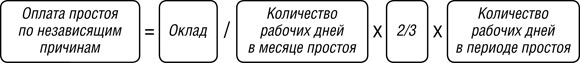 Оплата простоя
по независящим
причинам
=
Оклад
/
Количество
рабочих дней
в месяце простоя
X
2/3
X
Количество
рабочих дней
в периоде простоя